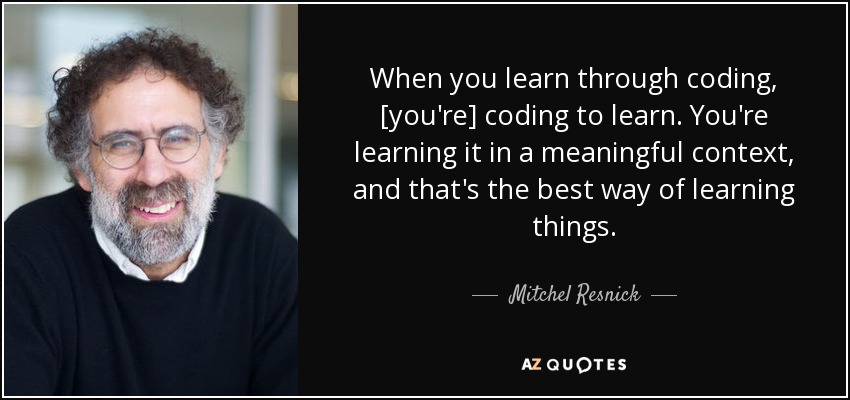 When you learn through coding,
[you're] coding to learn. You're
learning it in a meaningful context,
and that's the best way of learning
things.
Mitchel Resnick
AZ QUOTES